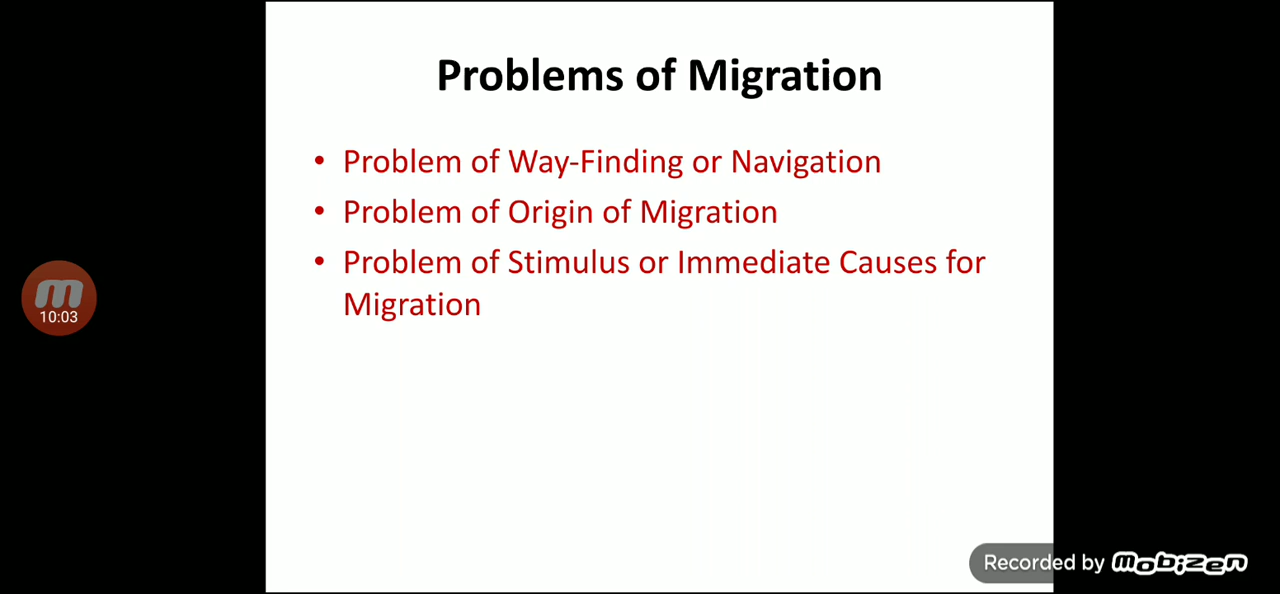 Problems of Migration
• Problem of Way-Finding or Navigation
• Problem of Origin of Migration
• Problem of Stimulus or Immediate Causes for
Migration
m
10:03
Recorded by mobizen